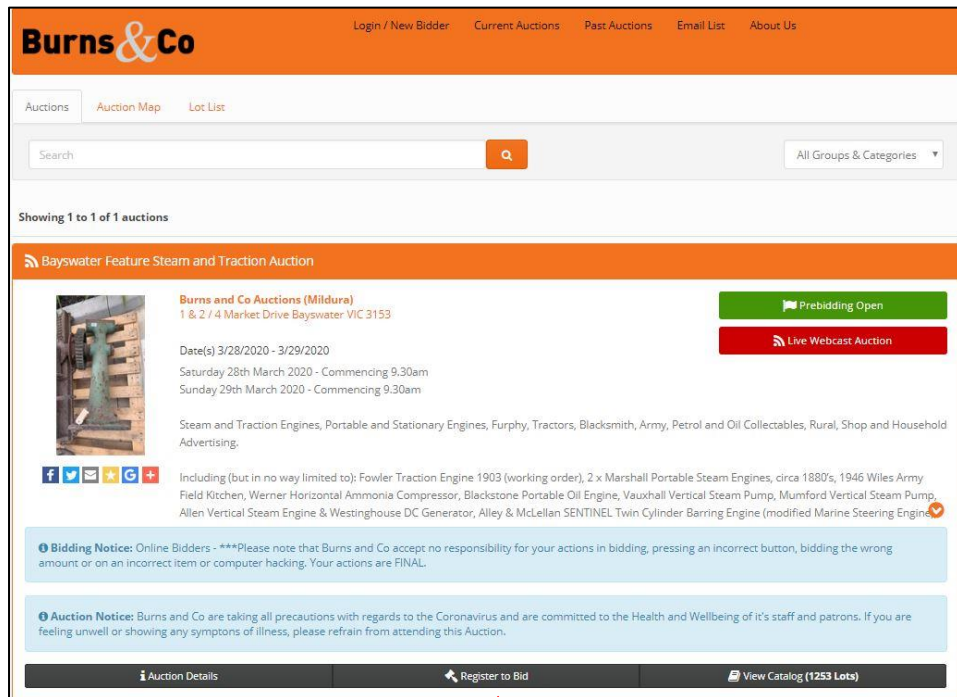 Burns&Co
Login / New Bidder Current Auctions Past Auctions Email List About Us
Auctions Auction Map Lot List
Search
All Groups & Categories
Showing 1 to 1 of 1 auctions
Bayswater Feature Steam and Traction Auction
Burns and Co Auctions (Mildura)
1 & 2 / 4 Market Drive Bayswater VIC 3153
Prebidding Open
Live Webcast Auction
Date(s) 3/28/2020 - 3/29/2020
Saturday 28th March 2020 - Commencing 9.30am
Sunday 29th March 2020 - Commencing 9.30am
Steam and Traction Engines, Portable and Stationary Engines, Furphy, Tractors, Blacksmith, Army, Petrol and Oil Collectables, Rural, Shop and Household
Advertising.
Including (but in no way limited to): Fowler Traction Engine 1903 (working order), 2 x Marshall Portable Steam Engines, circa 1880's, 1946 Wiles Army
Field Kitchen, Werner Horizontal Ammonia Compressor, Blackstone Portable Oil Engine, Vauxhall Vertical Steam Pump, Mumford Vertical Steam Pump,
Allen Vertical Steam Engine & Westinghouse DC Generator, Alley & McLellan SENTINEL Twin Cylinder Barring Engine (modified Marine Steering Engine
Bidding Notice: Online Bidders - ***Please note that Burns and Co accept no responsibility for your actions in bidding, pressing an incorrect button, bidding the wrong
amount or on an incorrect item or computer hacking. Your actions are FINAL.
Auction Notice: Burns and Co are taking all precautions with regards to the Coronavirus and are committed to the Health and Wellbeing of it's staff and patrons. If you are
feeling unwell or showing any symptons of illness, please refrain from attending this Auction.
Auction Details Register to Bid View Catalog (1253 Lots)